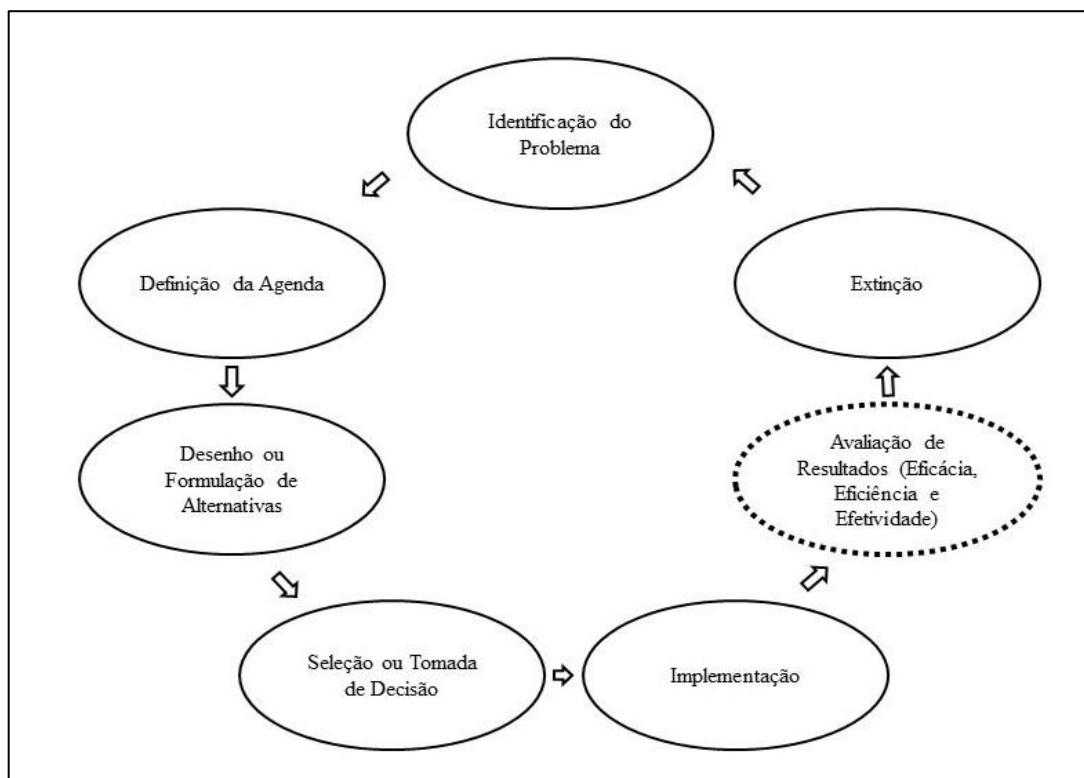 Identificação do
Problema
Definição da Agenda
Desenho ou
Formulação de
Alternativas
Seleção ou Tomada
de Decisão
Implementação
Avaliação de
Resultados (Eficácia,
Eficiência e
Efetividade)
Extinção